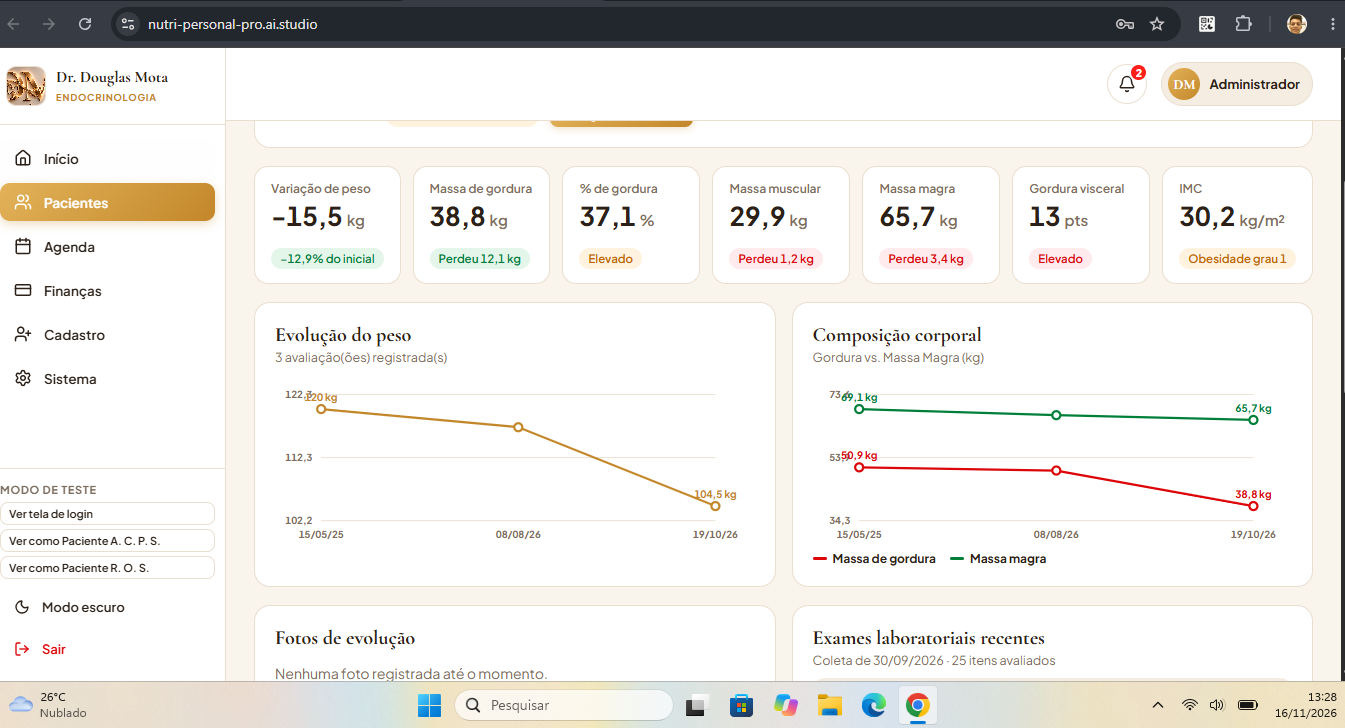 nutri-personal-pro.ai.studio
Dr. Douglas Mota
ENDOCRINOLOGIA
2
DM
Administrador
Início
Pacientes
Agenda
Finanças
Cadastro
Sistema
MODO DE TESTE
Ver tela de login
Ver como Paciente A. C. P. S.
Ver como Paciente R. O. S.
Modo escuro
Sair
Variação de peso
-15,5 kg
-12,9% do inicial
Massa de gordura
38,8 kg
Perdeu 12,1 kg
% de gordura
37,1 %
Elevado
Massa muscular
29,9 kg
Perdeu 1,2 kg
Massa magra
65,7 kg
Perdeu 3,4 kg
Gordura visceral
13 pts
Elevado
IMC
30,2 kg/m²
Obesidade grau 1
Evolução do peso
3 avaliação(ões) registrada(s)
122,3
120 kg
112,3
104,5 kg
102,2
15/05/25 08/08/26 19/10/26
Composição corporal
Gordura vs. Massa Magra (kg)
69,1 kg
65,7 kg
50,9 kg
38,8 kg
34,3
15/05/25 08/08/26 19/10/26
Massa de gordura Massa magra
Fotos de evolução
Nenhuma foto registrada até o momento.
Exames laboratoriais recentes
Coleta de 30/09/2026 · 25 itens avaliados
26°C
Nublado
Pesquisar
13:28
16/11/2026